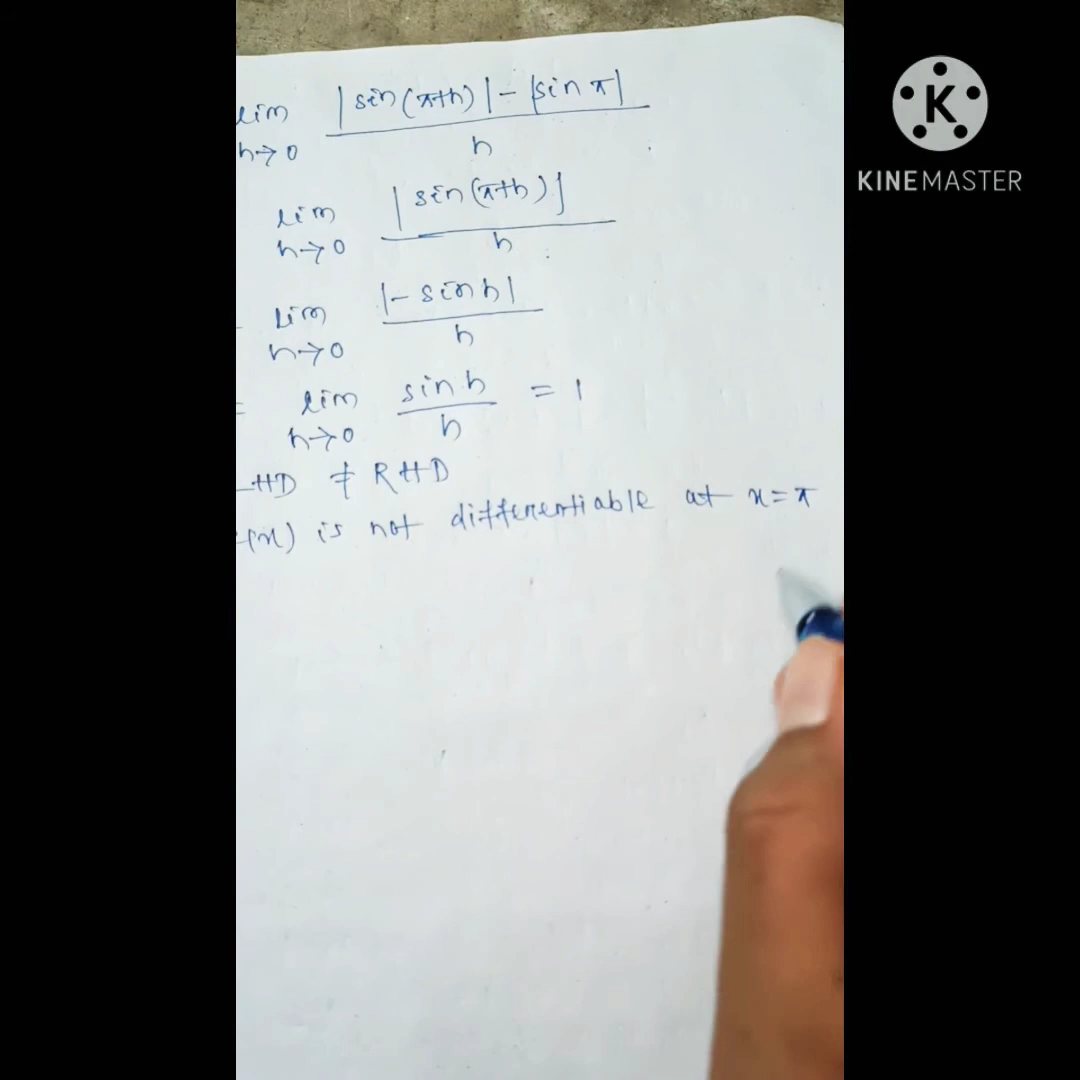 lim |sin(π+h)| - |sin π|
h→0 h
lim |sin(π+h)|
h→0 h
lim |- sin h|
h→0 h
= lim sin h = 1
h→0 h
LHD ≠ RHD
f(x) is not differentiable at x = π
K
KINEMASTER